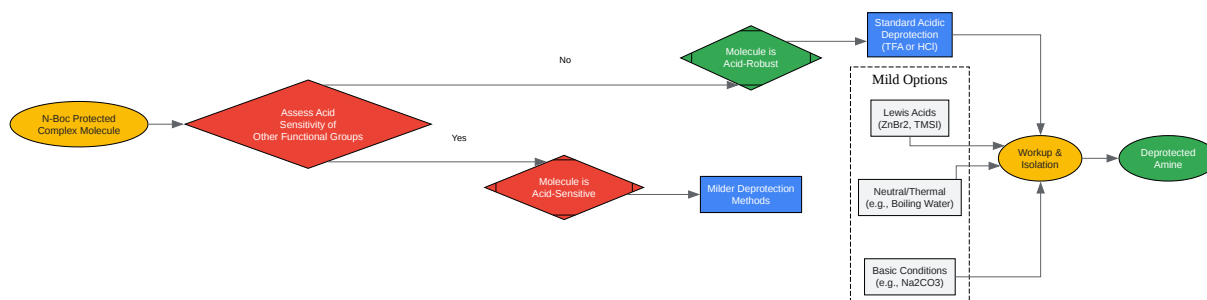 N-Boc Protected
Complex Molecule
Assess Acid
Sensitivity of
Other Functional Groups
No
Yes
Molecule is
Acid-Robust
Molecule is
Acid-Sensitive
Standard Acidic
Deprotection
(TFA or HCl)
Milder Deprotection
Methods
Mild Options
Lewis Acids
(ZnBr2, TMSI)
Neutral/Thermal
(e.g., Boiling Water)
Basic Conditions
(e.g., Na2CO3)
Workup &
Isolation
Deprotected
Amine